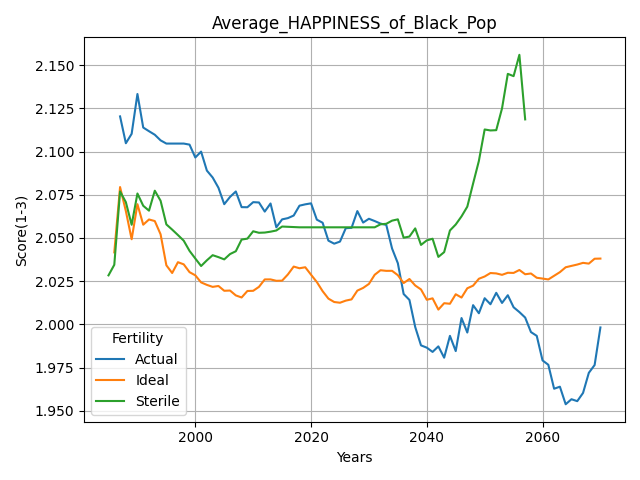 Average_HAPPINESS_of_Black_Pop
Score(1-3)
2.150
2.125
2.100
2.075
2.050
2.025
2.000
1.975
1.950
Fertility
Actual
Ideal
Sterile
2000 2020 2040 2060
Years